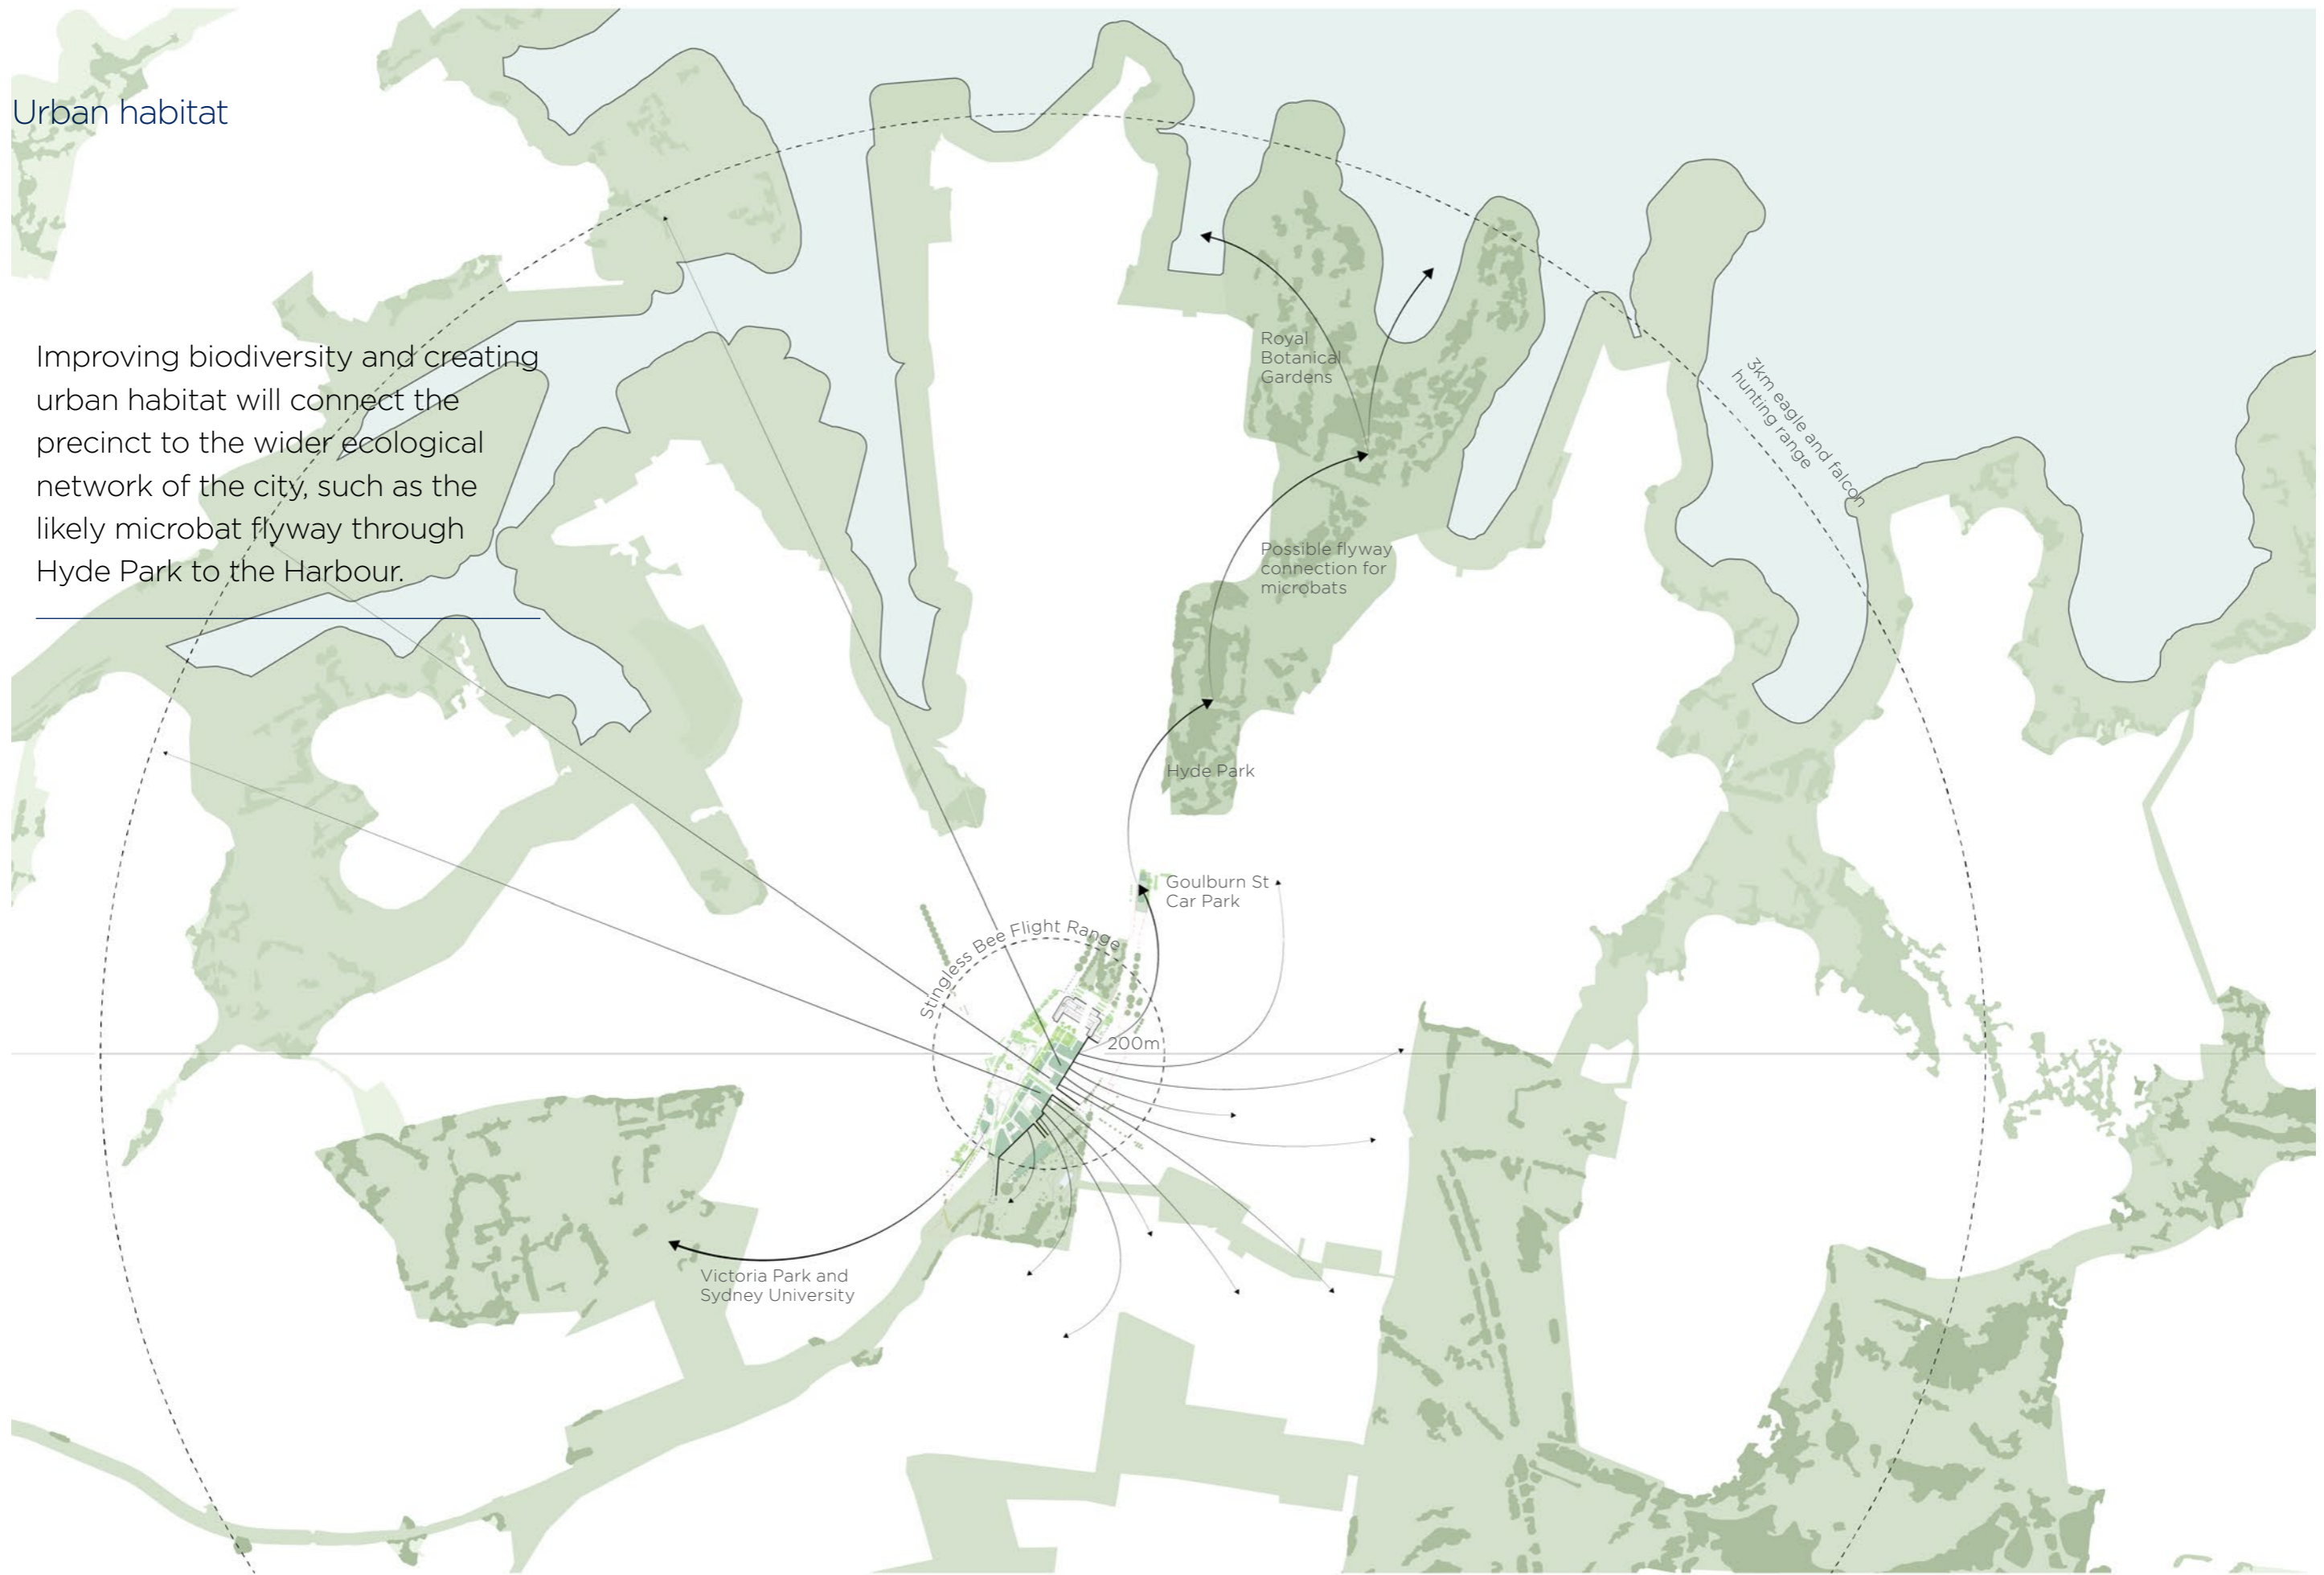 Urban habitat
Improving biodiversity and creating
urban habitat will connect the
precinct to the wider ecological
network of the city, such as the
likely microbat flyway through
Hyde Park to the Harbour.
Royal
Botanical
Gardens
3km eagle and falcon
hunting range
Possible flyway
connection for
microbats
Hyde Park
Goulburn St
Car Park
Stingless Bee Flight Range
200m
Victoria Park and
Sydney University